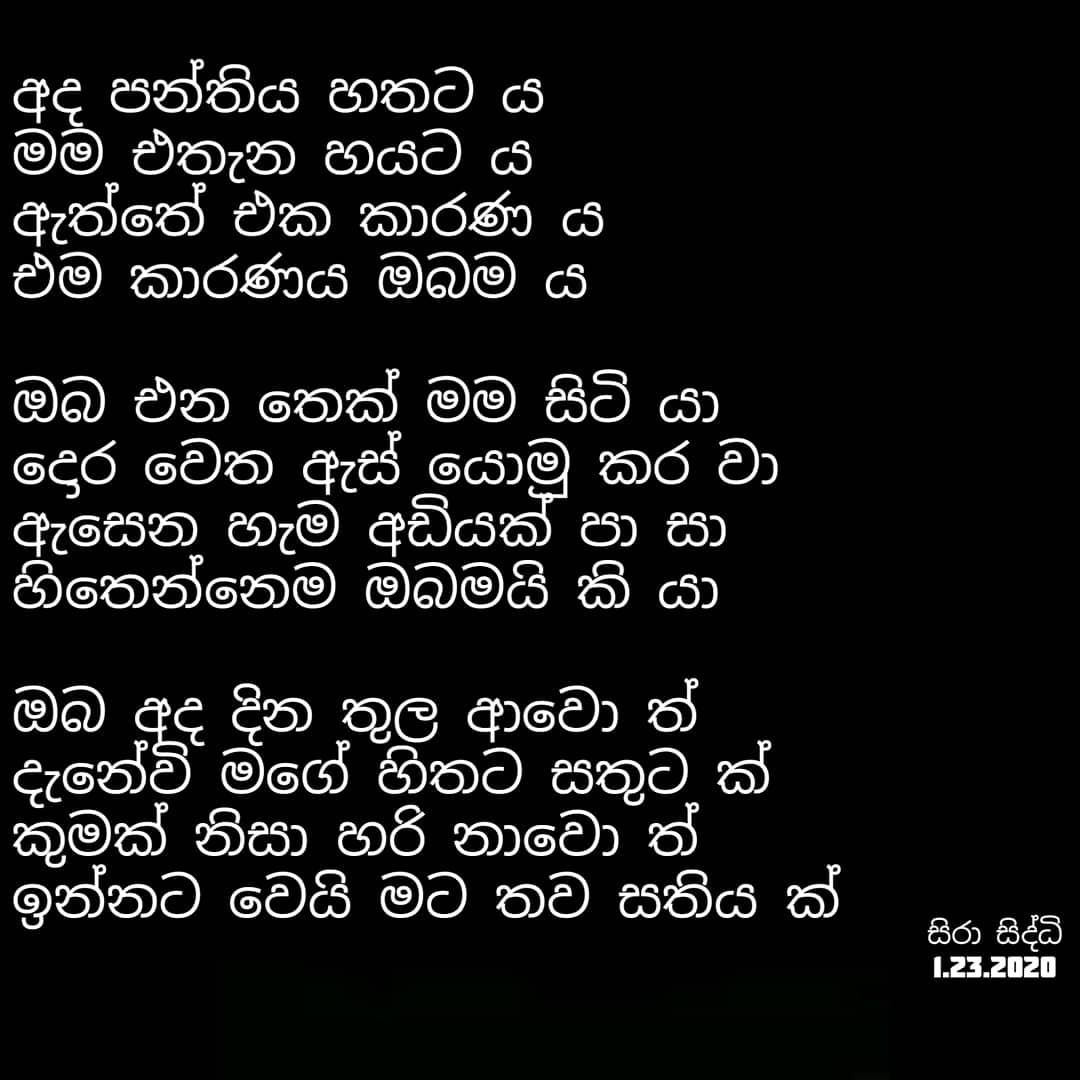 අද පන්තිය හතට ය
මම එතැන හයට ය
ඇත්තේ එක කාරණ ය
එම කාරණය ඔබම ය

ඔබ එන තෙක් මම සිටි යා
දොර වෙත ඇස් යොමු කර වා
ඇසෙන හැම අඩියක් පා සා
හිතෙන්නෙම ඔබමයි කි යා

ඔබ අද දින තුල ආවො ත්
දැනේවි මගේ හිතට සතුට ක්
කුමක් නිසා හරි නාවො ත්
ඉන්නට වෙයි මට තව සතිය ක්
සිරා සිද්ධි
1.23.2020